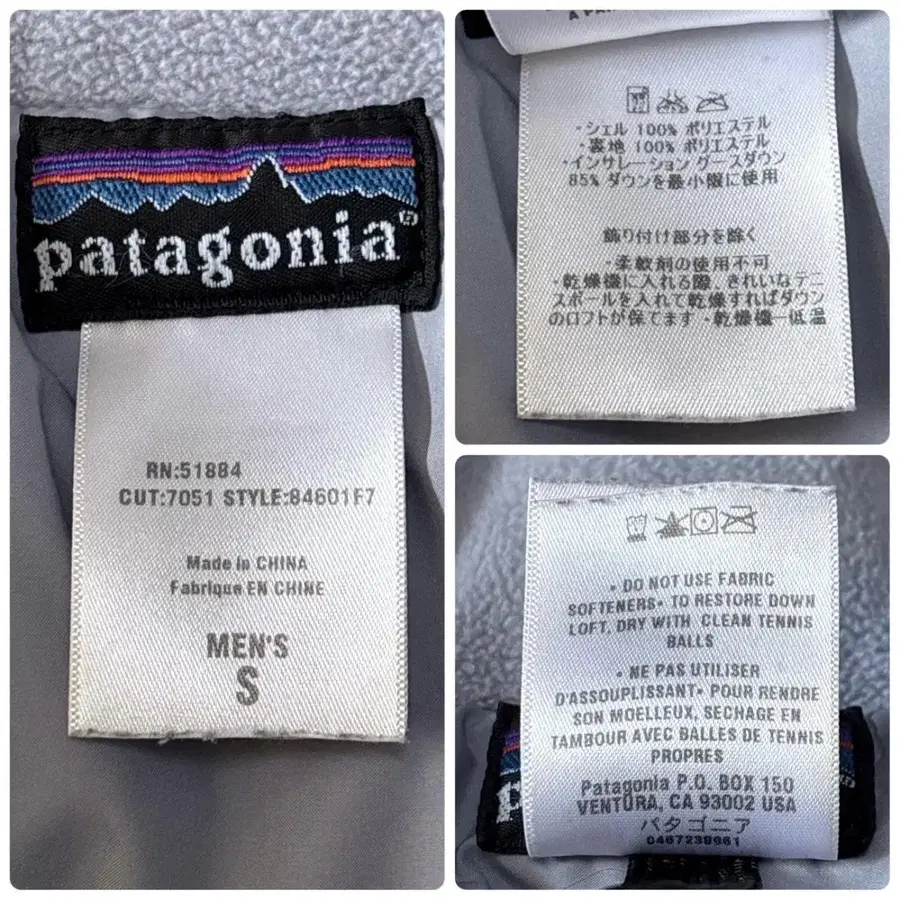 patagonia®
RN:51884
CUT:7051 STYLE:84601F7
Made in CHINA
Fabrique EN CHINE
MEN'S
S
・シェル 100% ポリエステル
・裏地 100% ポリエステル
インサレーション グースダウン
85% ダウンを最小限に使用
飾り付け部分を除く
・柔軟剤の使用不可
・乾燥機に入れる際、きれいなテニ
スボールを入れて乾燥すればダウン
のロフトが保てます ・乾燥機－低温
• DO NOT USE FABRIC
SOFTENERS• TO RESTORE DOWN
LOFT, DRY WITH CLEAN TENNIS
BALLS
• NE PAS UTILISER
D'ASSOUPLISSANT• POUR RENDRE
SON MOELLEUX, SECHAGE EN
TAMBOUR AVEC BALLES DE TENNIS
PROPRES
Patagonia P.O. BOX 150
VENTURA, CA 93002 USA
パタゴニア
0467239961